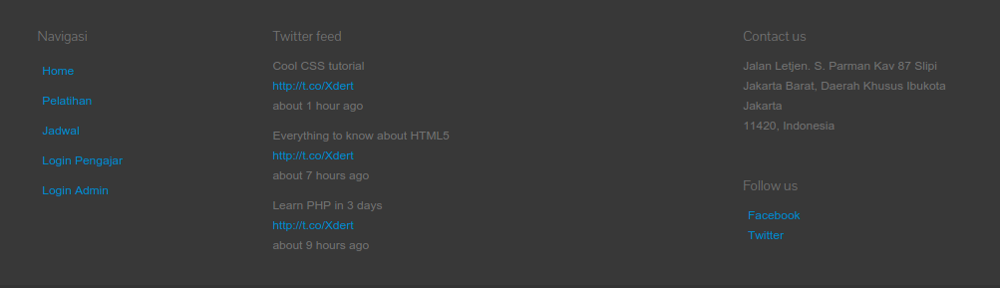 Navigasi
Home
Pelatihan
Jadwal
Login Pengajar
Login Admin
Twitter feed
Cool CSS tutorial
http://t.co/Xdert
about 1 hour ago
Everything to know about HTML5
http://t.co/Xdert
about 7 hours ago
Learn PHP in 3 days
http://t.co/Xdert
about 9 hours ago
Contact us
Jalan Letjen. S. Parman Kav 87 Slipi
Jakarta Barat, Daerah Khusus Ibukota
Jakarta
11420, Indonesia
Follow us
Facebook
Twitter